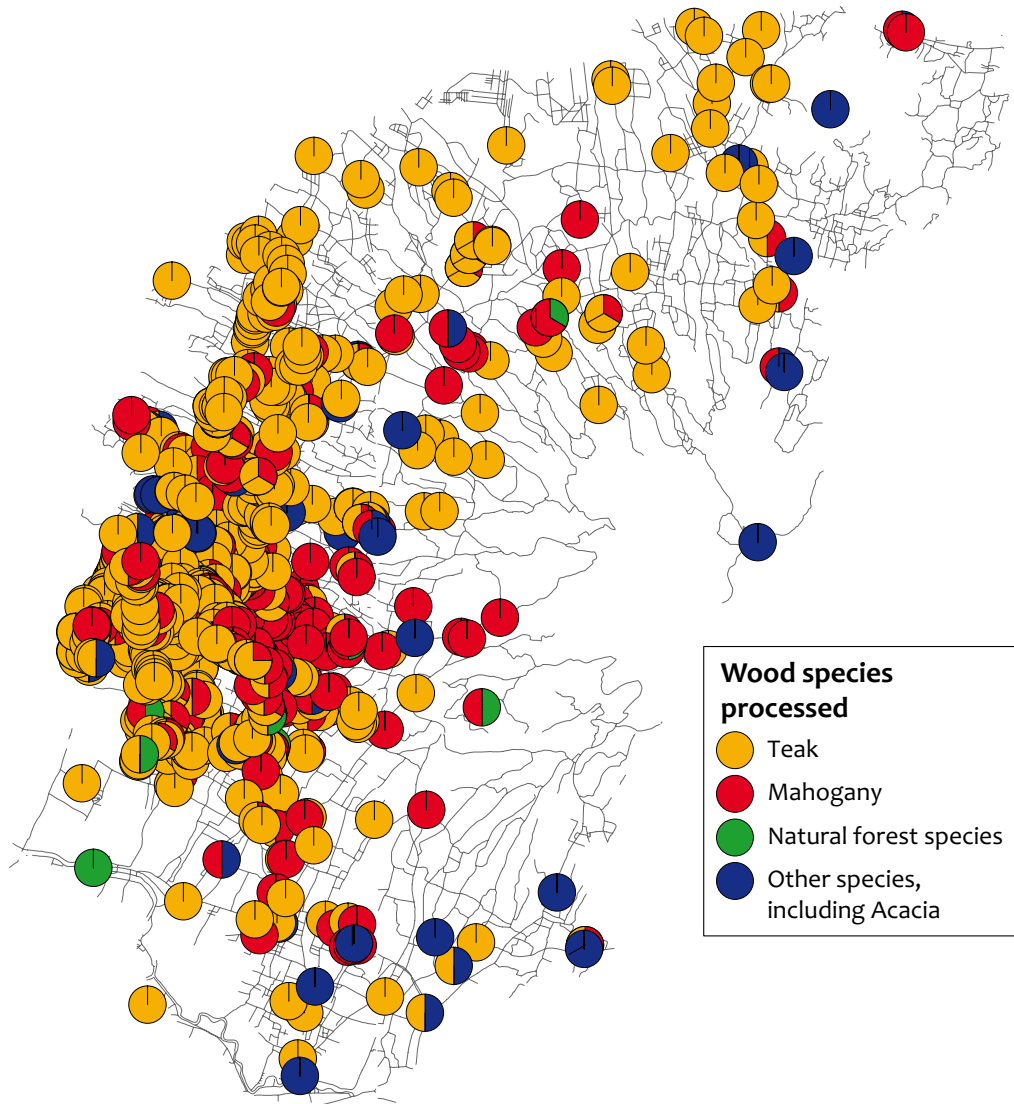 Wood species
processed
Teak
Mahogany
Natural forest species
Other species,
including Acacia